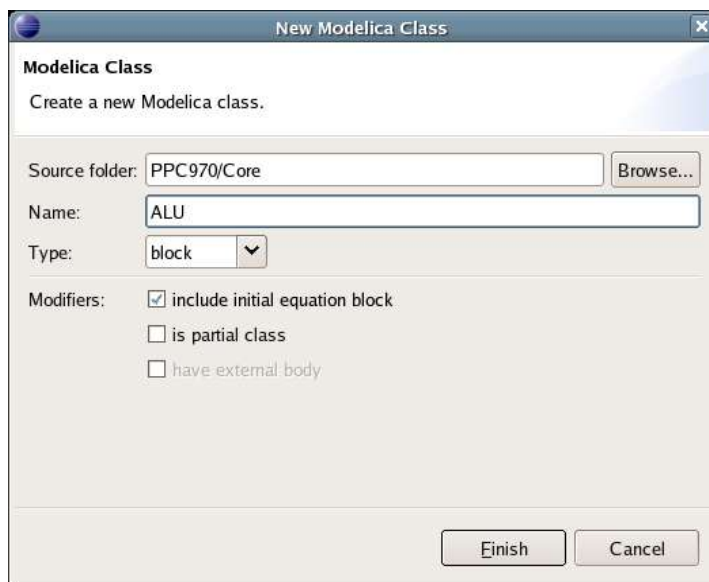 New Modelica Class
Modelica Class
Create a new Modelica class.
Source folder: PPC970/Core Browse...
Name: ALU
Type: block
Modifiers: include initial equation block
is partial class
have external body
Finish Cancel